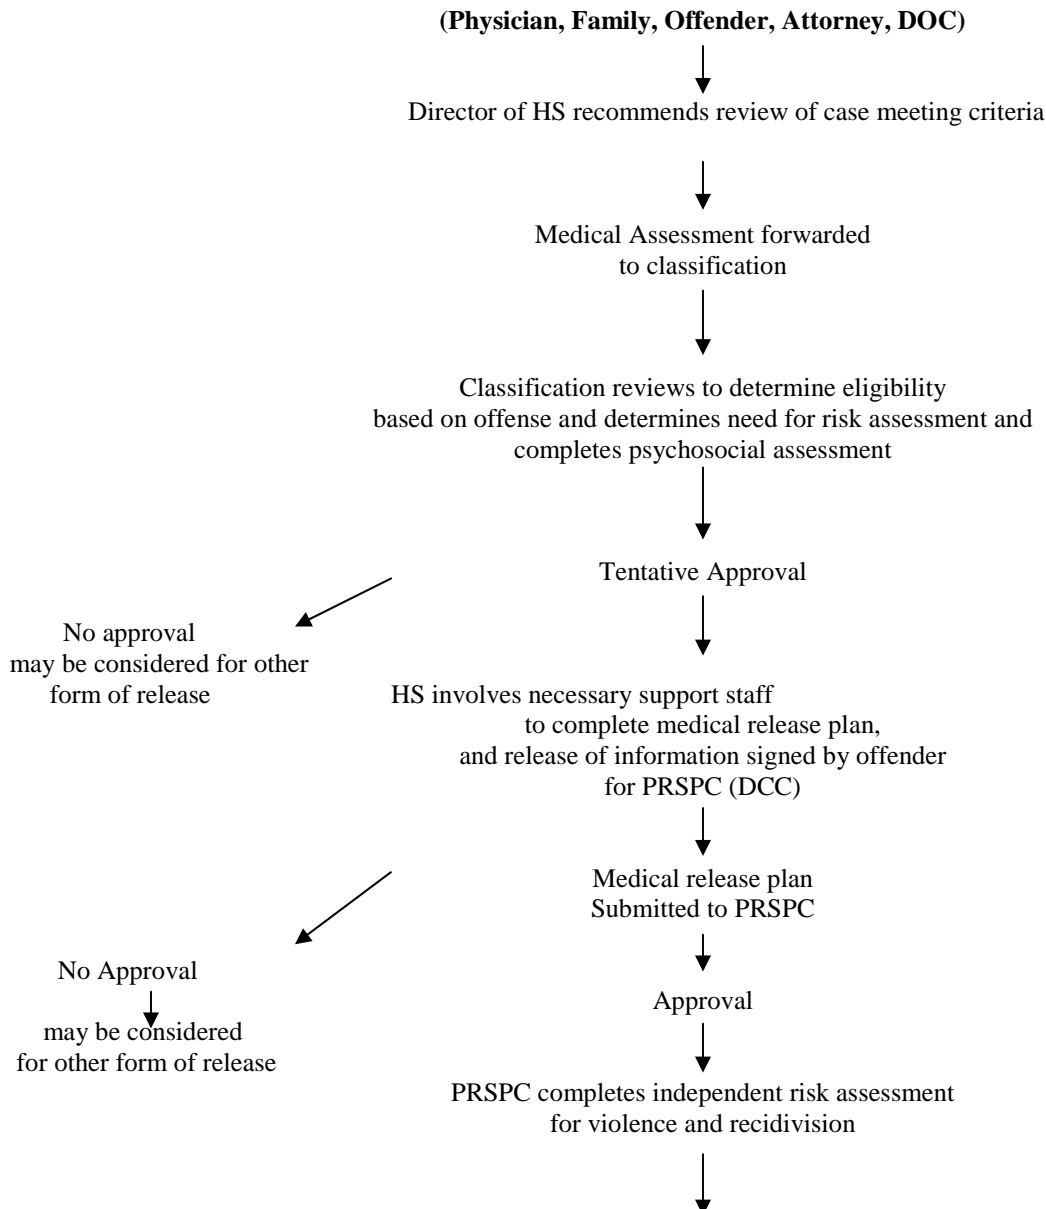 (Physician, Family, Offender, Attorney, DOC)
Director of HS recommends review of case meeting criteria
Medical Assessment forwarded
to classification
Classification reviews to determine eligibility
based on offense and determines need for risk assessment and
completes psychosocial assessment
Tentative Approval
No approval
may be considered for other
form of release
HS involves necessary support staff
to complete medical release plan,
and release of information signed by offender
for PRSPC (DCC)
Medical release plan
Submitted to PRSPC
No Approval
may be considered
for other form of release
Approval
PRSPC completes independent risk assessment
for violence and recidivision